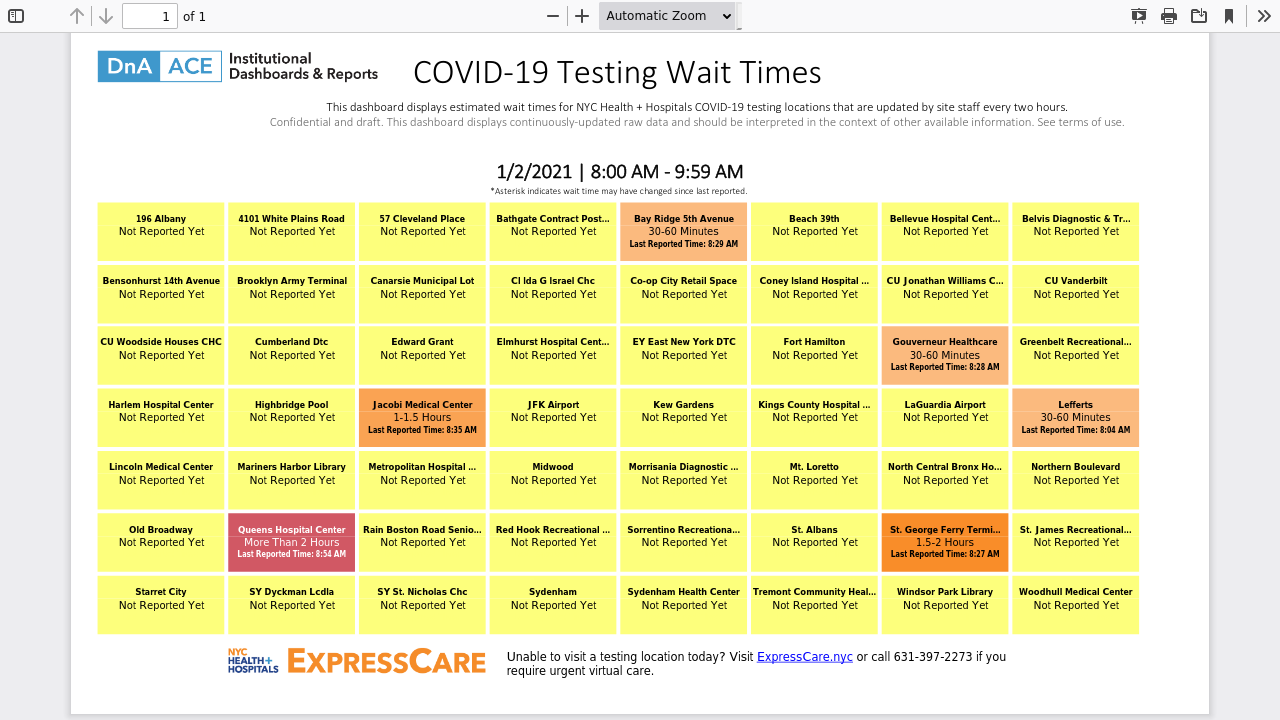 1 of 1
Automatic Zoom
DnA ACE Institutional
Dashboards & Reports
COVID-19 Testing Wait Times
This dashboard displays estimated wait times for NYC Health + Hospitals COVID-19 testing locations that are updated by site staff every two hours.
Confidential and draft. This dashboard displays continuously-updated raw data and should be interpreted in the context of other available information. See terms of use.
1/2/2021 | 8:00 AM - 9:59 AM
*Asterisk indicates wait time may have changed since last reported.
196 Albany
Not Reported Yet
4101 White Plains Road
Not Reported Yet
57 Cleveland Place
Not Reported Yet
Bathgate Contract Post...
Not Reported Yet
Bay Ridge 5th Avenue
30-60 Minutes
Last Reported Time: 8:29 AM
Beach 39th
Not Reported Yet
Bellevue Hospital Cent...
Not Reported Yet
Belvis Diagnostic & Tr...
Not Reported Yet
Bensonhurst 14th Avenue
Not Reported Yet
Brooklyn Army Terminal
Not Reported Yet
Canarsie Municipal Lot
Not Reported Yet
CI Ida G Israel Chc
Not Reported Yet
Co-op City Retail Space
Not Reported Yet
Coney Island Hospital ...
Not Reported Yet
CU Jonathan Williams C...
Not Reported Yet
CU Vanderbilt
Not Reported Yet
CU Woodside Houses CHC
Not Reported Yet
Cumberland Dtc
Not Reported Yet
Edward Grant
Not Reported Yet
Elmhurst Hospital Cent...
Not Reported Yet
EY East New York DTC
Not Reported Yet
Fort Hamilton
Not Reported Yet
Gouverneur Healthcare
30-60 Minutes
Last Reported Time: 8:28 AM
Greenbelt Recreational...
Not Reported Yet
Harlem Hospital Center
Not Reported Yet
Highbridge Pool
Not Reported Yet
Jacobi Medical Center
1-1.5 Hours
Last Reported Time: 8:35 AM
JFK Airport
Not Reported Yet
Kew Gardens
Not Reported Yet
Kings County Hospital ...
Not Reported Yet
LaGuardia Airport
Not Reported Yet
Lefferts
30-60 Minutes
Last Reported Time: 8:04 AM
Lincoln Medical Center
Not Reported Yet
Mariners Harbor Library
Not Reported Yet
Metropolitan Hospital ...
Not Reported Yet
Midwood
Not Reported Yet
Morrisania Diagnostic ...
Not Reported Yet
Mt. Loretto
Not Reported Yet
North Central Bronx Ho...
Not Reported Yet
Northern Boulevard
Not Reported Yet
Old Broadway
Not Reported Yet
Queens Hospital Center
More Than 2 Hours
Last Reported Time: 8:54 AM
Rain Boston Road Senio...
Not Reported Yet
Red Hook Recreational ...
Not Reported Yet
Sorrentino Recreationa...
Not Reported Yet
St. Albans
Not Reported Yet
St. George Ferry Termi...
1.5-2 Hours
Last Reported Time: 8:27 AM
St. James Recreational...
Not Reported Yet
Starret City
Not Reported Yet
SY Dyckman Lcdla
Not Reported Yet
SY St. Nicholas Chc
Not Reported Yet
Sydenham
Not Reported Yet
Sydenham Health Center
Not Reported Yet
Tremont Community Heal...
Not Reported Yet
Windsor Park Library
Not Reported Yet
Woodhull Medical Center
Not Reported Yet
NYC
HEALTH+
HOSPITALS
EXPRESSCARE
Unable to visit a testing location today? Visit ExpressCare.nyc or call 631-397-2273 if you
require urgent virtual care.